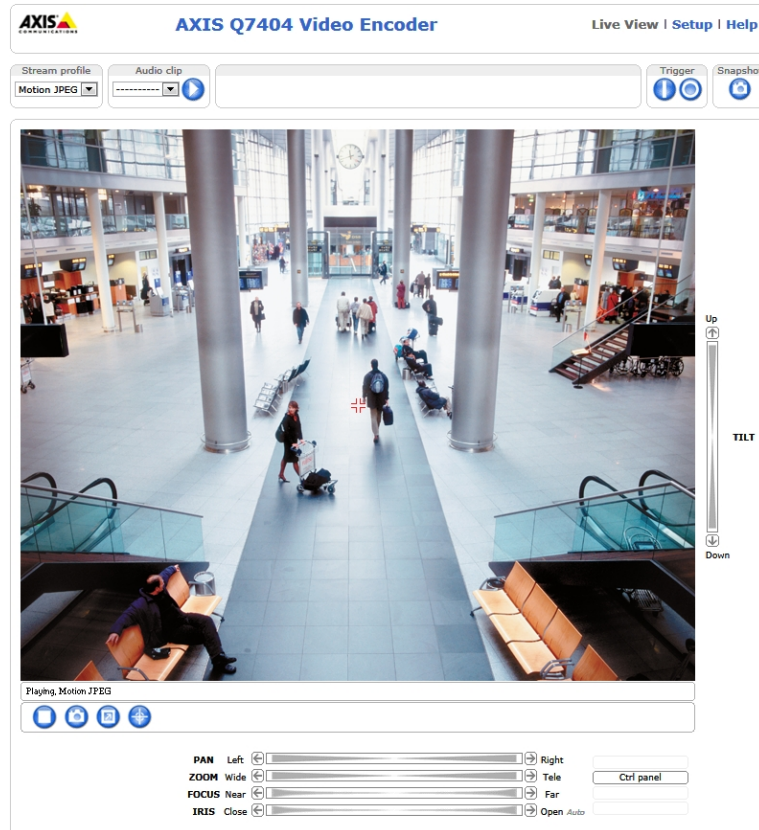 AXIS
COMMUNICATIONS
AXIS Q7404 Video Encoder
Live View | Setup | Help
Stream profile
Audio clip
Trigger
Snapsho
Motion JPEG
----------
Up
TILT
Down
Playing, Motion JPEG
PAN Left Right
ZOOM Wide Tele Ctrl panel
FOCUS Near Far
IRIS Close Open Auto